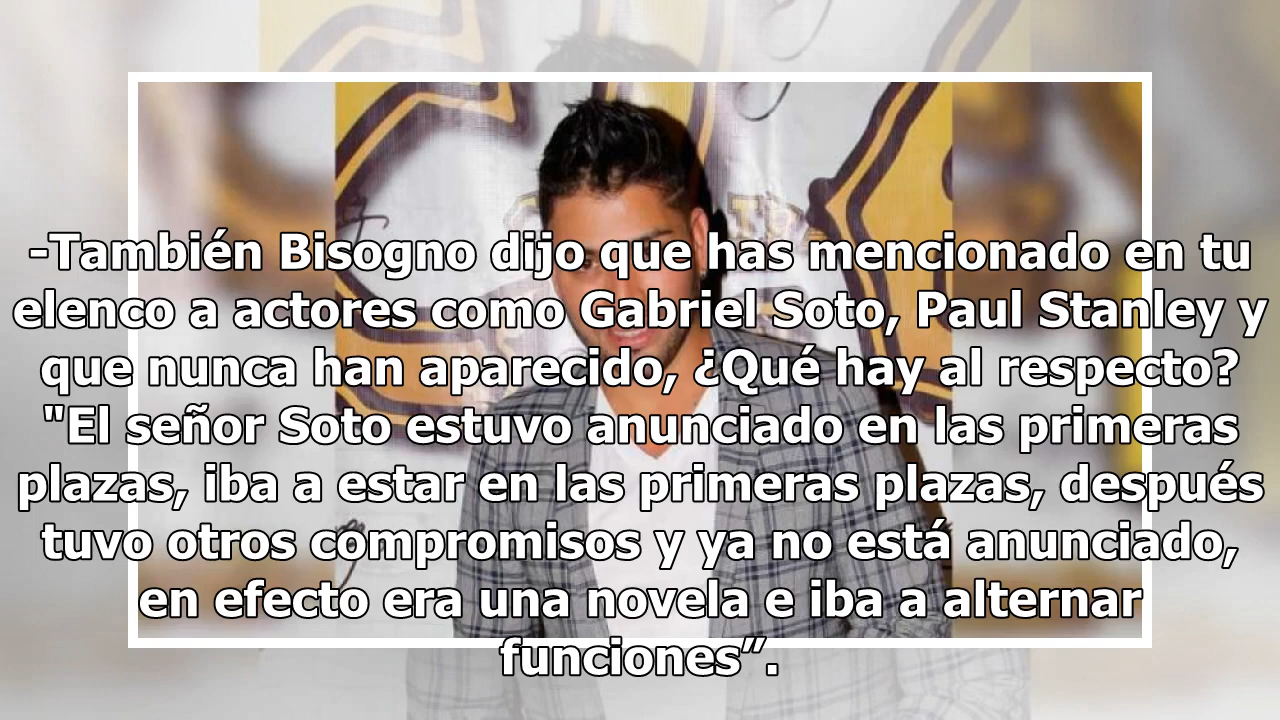 -También Bisogno dijo que has mencionado en tu
elenco a actores como Gabriel Soto, Paul Stanley y
que nunca han aparecido, ¿Qué hay al respecto?
"El señor Soto estuvo anunciado en las primeras
plazas, iba a estar en las primeras plazas, después
tuvo otros compromisos y ya no está anunciado,
en efecto era una novela e iba a alternar
funciones”.